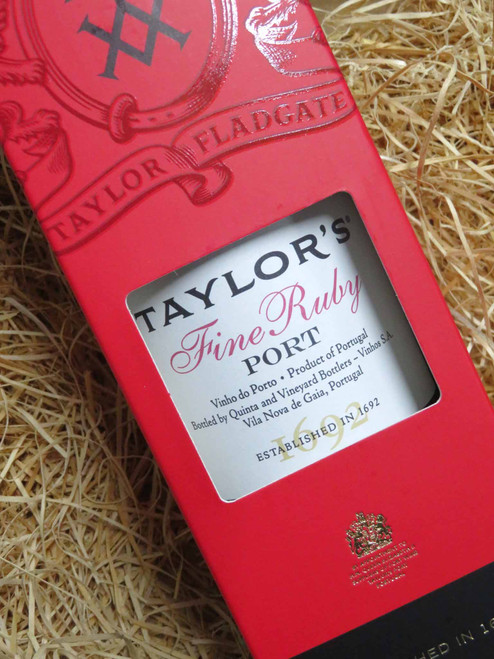 TAYLOR FLADGATE
TAYLOR'S®
Fine Ruby
PORT
Vinho do Porto • Product of Portugal
Bottled by Quinta and Vineyard Bottlers – Vinhos S.A
Vila Nova de Gaia, Portugal
1692
ESTABLISHED IN 1692